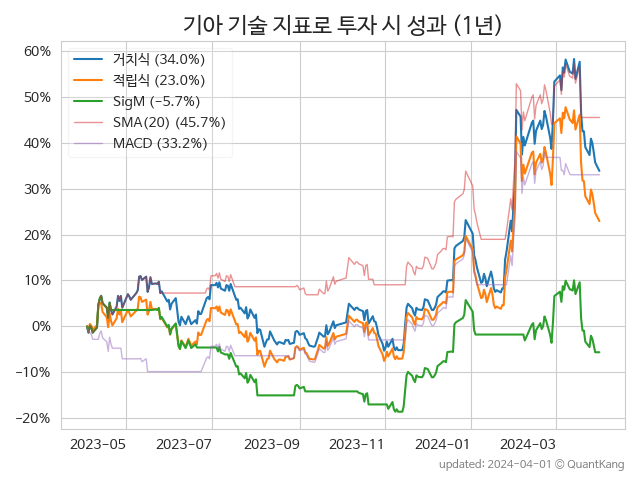 기아 기술 지표로 투자 시 성과 (1년)
60%
50%
40%
30%
20%
10%
0%
−10%
−20%
거치식 (34.0%)
적립식 (23.0%)
SigM (−5.7%)
SMA(20) (45.7%)
MACD (33.2%)
2023-05 2023-07 2023-09 2023-11 2024-01 2024-03
updated: 2024-04-01 © QuantKang